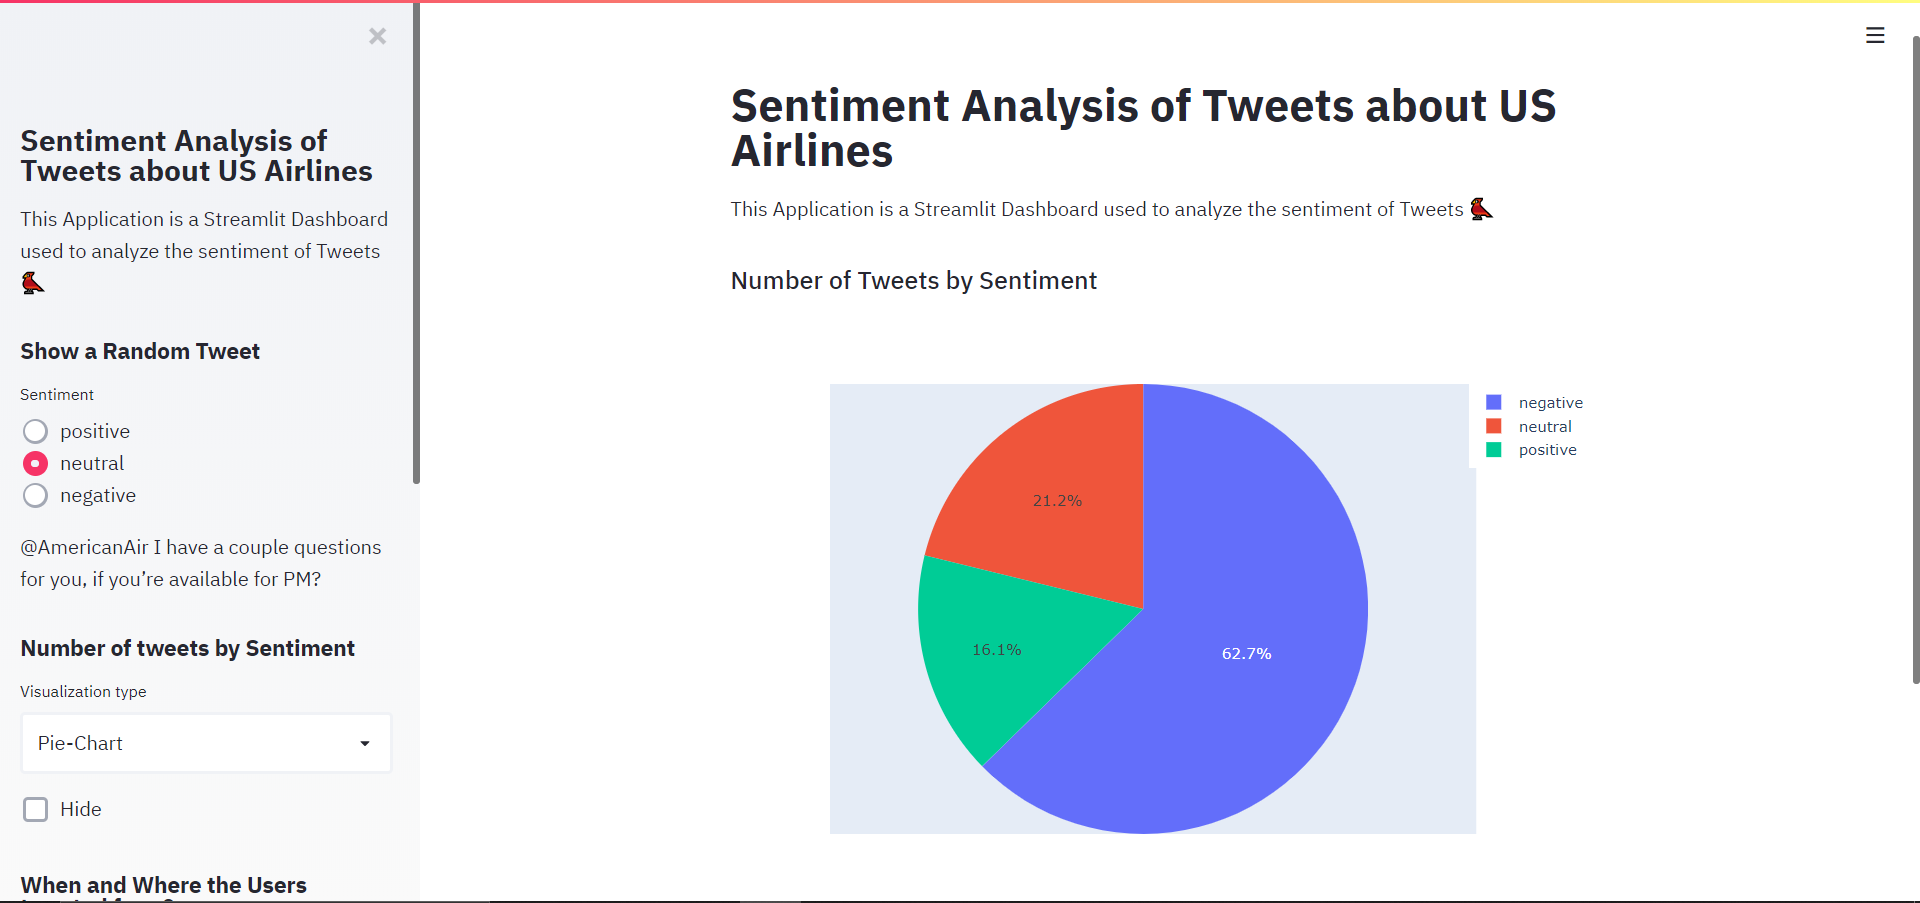 Sentiment Analysis of
Tweets about US Airlines
This Application is a Streamlit Dashboard
used to analyze the sentiment of Tweets
Show a Random Tweet
Sentiment
positive
neutral
negative
@AmericanAir I have a couple questions
for you, if you’re available for PM?
Number of tweets by Sentiment
Visualization type
Pie-Chart
Hide
When and Where the Users
Sentiment Analysis of Tweets about US
Airlines
This Application is a Streamlit Dashboard used to analyze the sentiment of Tweets
Number of Tweets by Sentiment
21.2%
16.1%
62.7%
negative
neutral
positive